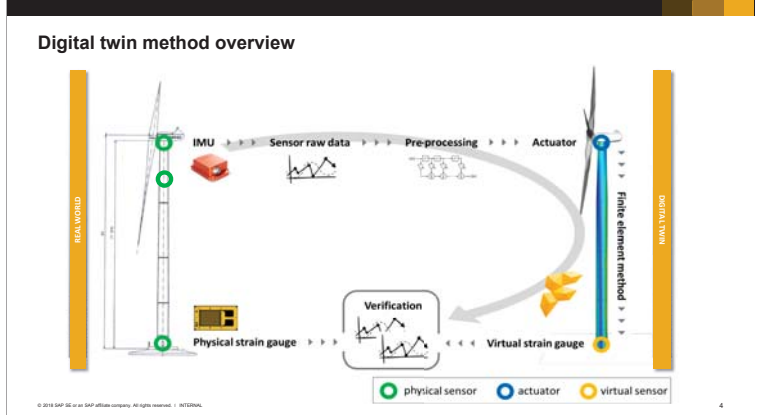 Digital twin method overview
REAL WORLD
IMU
Sensor raw data
Pre-processing
Actuator
Finite element method
DIGITAL TWIN
Verification
Physical strain gauge
Virtual strain gauge
physical sensor
actuator
virtual sensor
© 2018 SAP SE or an SAP affiliate company. All rights reserved. ǀ INTERNAL
4